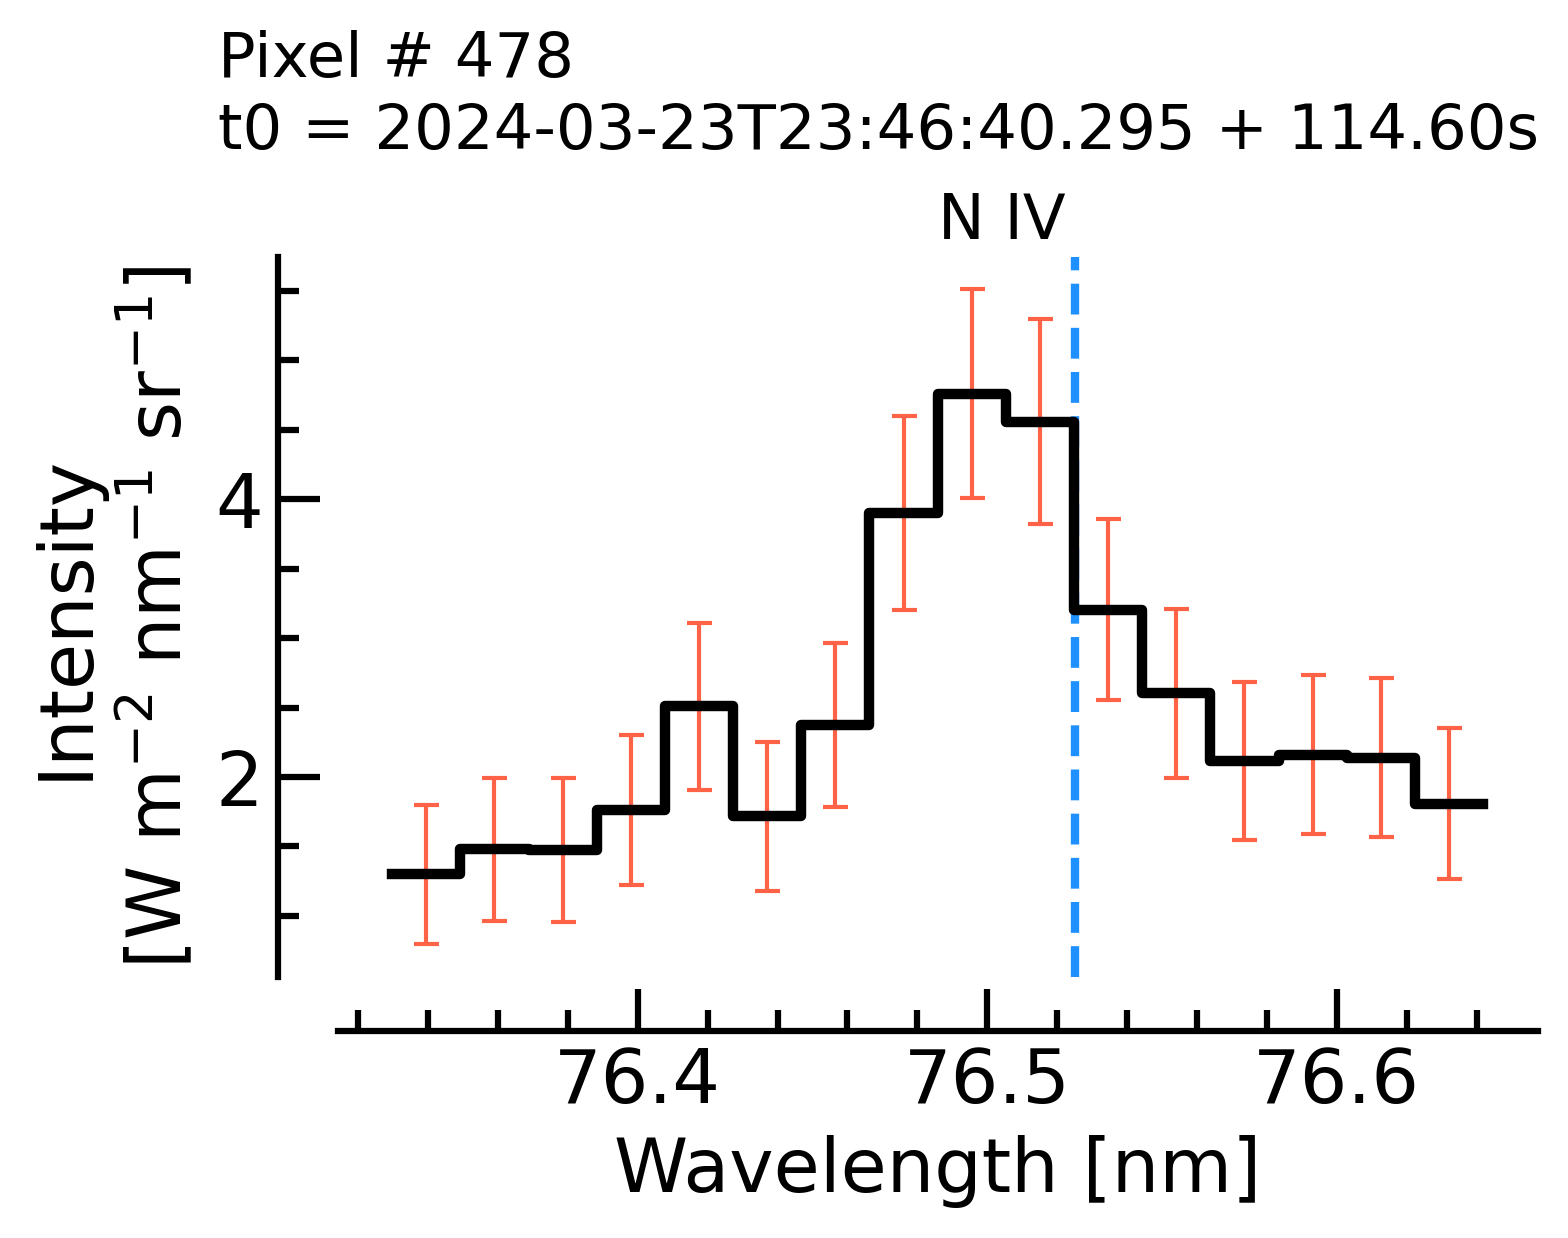 Pixel # 478
t0 = 2024-03-23T23:46:40.295 + 114.60s
N IV
Intensity
[W m⁻² nm⁻¹ sr⁻¹]
4
2
76.4 76.5 76.6
Wavelength [nm]